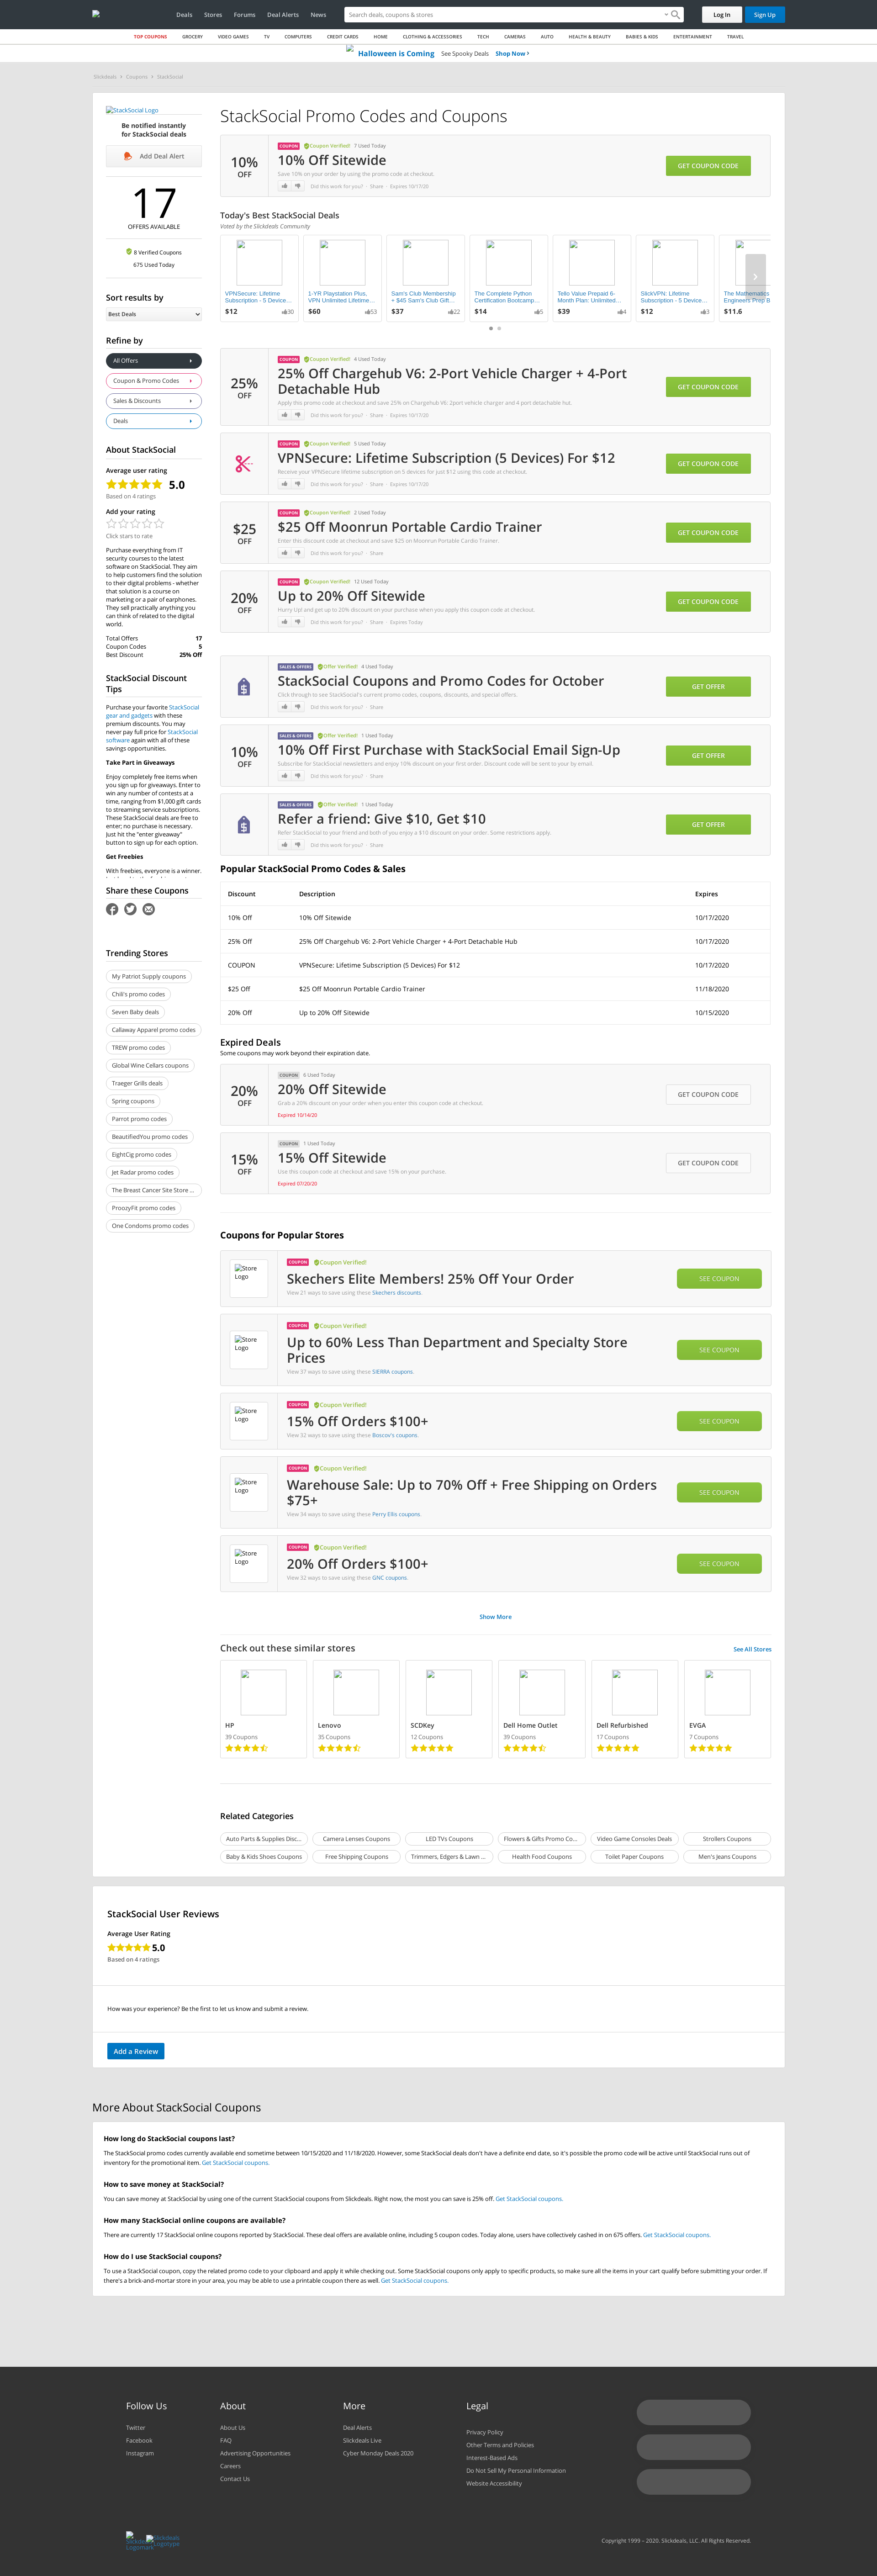 Deals Stores Forums Deal Alerts News
Search deals, coupons & stores
Log In Sign Up
TOP COUPONS GROCERY VIDEO GAMES TV COMPUTERS CREDIT CARDS HOME CLOTHING & ACCESSORIES TECH CAMERAS AUTO HEALTH & BEAUTY BABIES & KIDS ENTERTAINMENT TRAVEL
Halloween is Coming See Spooky Deals Shop Now ›
Slickdeals › Coupons › StackSocial
StackSocial Logo
Be notified instantly
for StackSocial deals
Add Deal Alert
17
OFFERS AVAILABLE
8 Verified Coupons
675 Used Today
Sort results by
Best Deals
Refine by
All Offers
Coupon & Promo Codes
Sales & Discounts
Deals
About StackSocial
Average user rating
5.0
Based on 4 ratings
Add your rating
Click stars to rate
Purchase everything from IT
security courses to the latest
software on StackSocial. They aim
to help customers find the solution
to their digital problems - whether
that solution is a course on
marketing or a pair of earphones.
They sell practically anything you
can think of related to the digital
world.
Total Offers 17
Coupon Codes 5
Best Discount 25% Off
StackSocial Discount
Tips
Purchase your favorite StackSocial
gear and gadgets with these
premium discounts. You may
never pay full price for StackSocial
software again with all of these
savings opportunities.
Take Part in Giveaways
Enjoy completely free items when
you sign up for giveaways. Enter to
win any number of contests at a
time, ranging from $1,000 gift cards
to streaming service subscriptions.
These StackSocial deals are free to
enter; no purchase is necessary.
Just hit the "enter giveaway"
button to sign up for each option.
Get Freebies
With freebies, everyone is a winner.
Share these Coupons
Trending Stores
My Patriot Supply coupons
Chili's promo codes
Seven Baby deals
Callaway Apparel promo codes
TREW promo codes
Global Wine Cellars coupons
Traeger Grills deals
Spring coupons
Parrot promo codes
BeautifiedYou promo codes
EightCig promo codes
Jet Radar promo codes
The Breast Cancer Site Store ...
ProozyFit promo codes
One Condoms promo codes
StackSocial Promo Codes and Coupons
10%
OFF
COUPON Coupon Verified! 7 Used Today
10% Off Sitewide
Save 10% on your order by using the promo code at checkout.
Did this work for you? · Share · Expires 10/17/20
GET COUPON CODE
Today's Best StackSocial Deals
Voted by the Slickdeals Community
VPNSecure: Lifetime
Subscription - 5 Device...
$12 30
1-YR Playstation Plus,
VPN Unlimited Lifetime...
$60 53
Sam's Club Membership
+ $45 Sam's Club Gift...
$37 22
The Complete Python
Certification Bootcamp...
$14 5
Tello Value Prepaid 6-
Month Plan: Unlimited...
$39 4
SlickVPN: Lifetime
Subscription - 5 Device...
$12 3
The Mathematics
Engineers Prep B
$11.6
25%
OFF
COUPON Coupon Verified! 4 Used Today
25% Off Chargehub V6: 2-Port Vehicle Charger + 4-Port
Detachable Hub
Apply this promo code at checkout and save 25% on Chargehub V6: 2port-vehicle charger and 4 port detachable hub.
Did this work for you? · Share · Expires 10/17/20
GET COUPON CODE
COUPON Coupon Verified! 5 Used Today
VPNSecure: Lifetime Subscription (5 Devices) For $12
Receive your VPNSecure lifetime subscription on 5 devices for just $12 using this code at checkout.
Did this work for you? · Share · Expires 10/17/20
GET COUPON CODE
$25
OFF
COUPON Coupon Verified! 2 Used Today
$25 Off Moonrun Portable Cardio Trainer
Enter this discount code at checkout and save $25 on Moonrun Portable Cardio Trainer.
Did this work for you? · Share
GET COUPON CODE
20%
OFF
COUPON Coupon Verified! 12 Used Today
Up to 20% Off Sitewide
Hurry Up! and get up to 20% discount on your purchase when you apply this coupon code at checkout.
Did this work for you? · Share · Expires Today
GET COUPON CODE
SALES & OFFERS Offer Verified! 4 Used Today
StackSocial Coupons and Promo Codes for October
Click through to see StackSocial's current promo codes, coupons, discounts, and special offers.
Did this work for you? · Share
GET OFFER
10%
OFF
SALES & OFFERS Offer Verified! 1 Used Today
10% Off First Purchase with StackSocial Email Sign-Up
Subscribe for StackSocial newsletters and enjoy 10% discount on your first order. Discount code will be sent to your by email.
Did this work for you? · Share
GET OFFER
SALES & OFFERS Offer Verified! 1 Used Today
Refer a friend: Give $10, Get $10
Refer StackSocial to your friend and both of you enjoy a $10 discount on your order. Some restrictions apply.
Did this work for you? · Share
GET OFFER
Popular StackSocial Promo Codes & Sales
Discount Description Expires
10% Off 10% Off Sitewide 10/17/2020
25% Off 25% Off Chargehub V6: 2-Port Vehicle Charger + 4-Port Detachable Hub 10/17/2020
COUPON VPNSecure: Lifetime Subscription (5 Devices) For $12 10/17/2020
$25 Off $25 Off Moonrun Portable Cardio Trainer 11/18/2020
20% Off Up to 20% Off Sitewide 10/15/2020
Expired Deals
Some coupons may work beyond their expiration date.
20%
OFF
COUPON 6 Used Today
20% Off Sitewide
Grab a 20% discount on your order when you enter this coupon code at checkout.
Expired 10/14/20
GET COUPON CODE
15%
OFF
COUPON 1 Used Today
15% Off Sitewide
Use this coupon code at checkout and save 15% on your purchase.
Expired 07/20/20
GET COUPON CODE
Coupons for Popular Stores
Store
Logo
COUPON Coupon Verified!
Skechers Elite Members! 25% Off Your Order
View 21 ways to save using these Skechers discounts.
SEE COUPON
Store
Logo
COUPON Coupon Verified!
Up to 60% Less Than Department and Specialty Store
Prices
View 37 ways to save using these SIERRA coupons.
SEE COUPON
Store
Logo
COUPON Coupon Verified!
15% Off Orders $100+
View 32 ways to save using these Boscov's coupons.
SEE COUPON
Store
Logo
COUPON Coupon Verified!
Warehouse Sale: Up to 70% Off + Free Shipping on Orders
$75+
View 34 ways to save using these Perry Ellis coupons.
SEE COUPON
Store
Logo
COUPON Coupon Verified!
20% Off Orders $100+
View 32 ways to save using these GNC coupons.
SEE COUPON
Show More
Check out these similar stores
See All Stores
HP
39 Coupons
Lenovo
35 Coupons
SCDKey
12 Coupons
Dell Home Outlet
39 Coupons
Dell Refurbished
17 Coupons
EVGA
7 Coupons
Related Categories
Auto Parts & Supplies Disc... Camera Lenses Coupons LED TVs Coupons Flowers & Gifts Promo Co... Video Game Consoles Deals Strollers Coupons
Baby & Kids Shoes Coupons Free Shipping Coupons Trimmers, Edgers & Lawn ... Health Food Coupons Toilet Paper Coupons Men's Jeans Coupons
StackSocial User Reviews
Average User Rating
5.0
Based on 4 ratings
How was your experience? Be the first to let us know and submit a review.
Add a Review
More About StackSocial Coupons
How long do StackSocial coupons last?
The StackSocial promo codes currently available end sometime between 10/15/2020 and 11/18/2020. However, some StackSocial deals don't have a definite end date, so it's possible the promo code will be active until StackSocial runs out of
inventory for the promotional item. Get StackSocial coupons.
How to save money at StackSocial?
You can save money at StackSocial by using one of the current StackSocial coupons from Slickdeals. Right now, the most you can save is 25% off. Get StackSocial coupons.
How many StackSocial online coupons are available?
There are currently 17 StackSocial online coupons reported by StackSocial. These deal offers are available online, including 5 coupon codes. Today alone, users have collectively cashed in on 675 offers. Get StackSocial coupons.
How do I use StackSocial coupons?
To use a StackSocial coupon, copy the related promo code to your clipboard and apply it while checking out. Some StackSocial coupons only apply to specific products, so make sure all the items in your cart qualify before submitting your order. If
there's a brick-and-mortar store in your area, you may be able to use a printable coupon there as well. Get StackSocial coupons.
Follow Us
Twitter
Facebook
Instagram
About
About Us
FAQ
Advertising Opportunities
Careers
Contact Us
More
Deal Alerts
Slickdeals Live
Cyber Monday Deals 2020
Legal
Privacy Policy
Other Terms and Policies
Interest-Based Ads
Do Not Sell My Personal Information
Website Accessibility
Slickdeals
Logotype
Copyright 1999 - 2020. Slickdeals, LLC. All Rights Reserved.